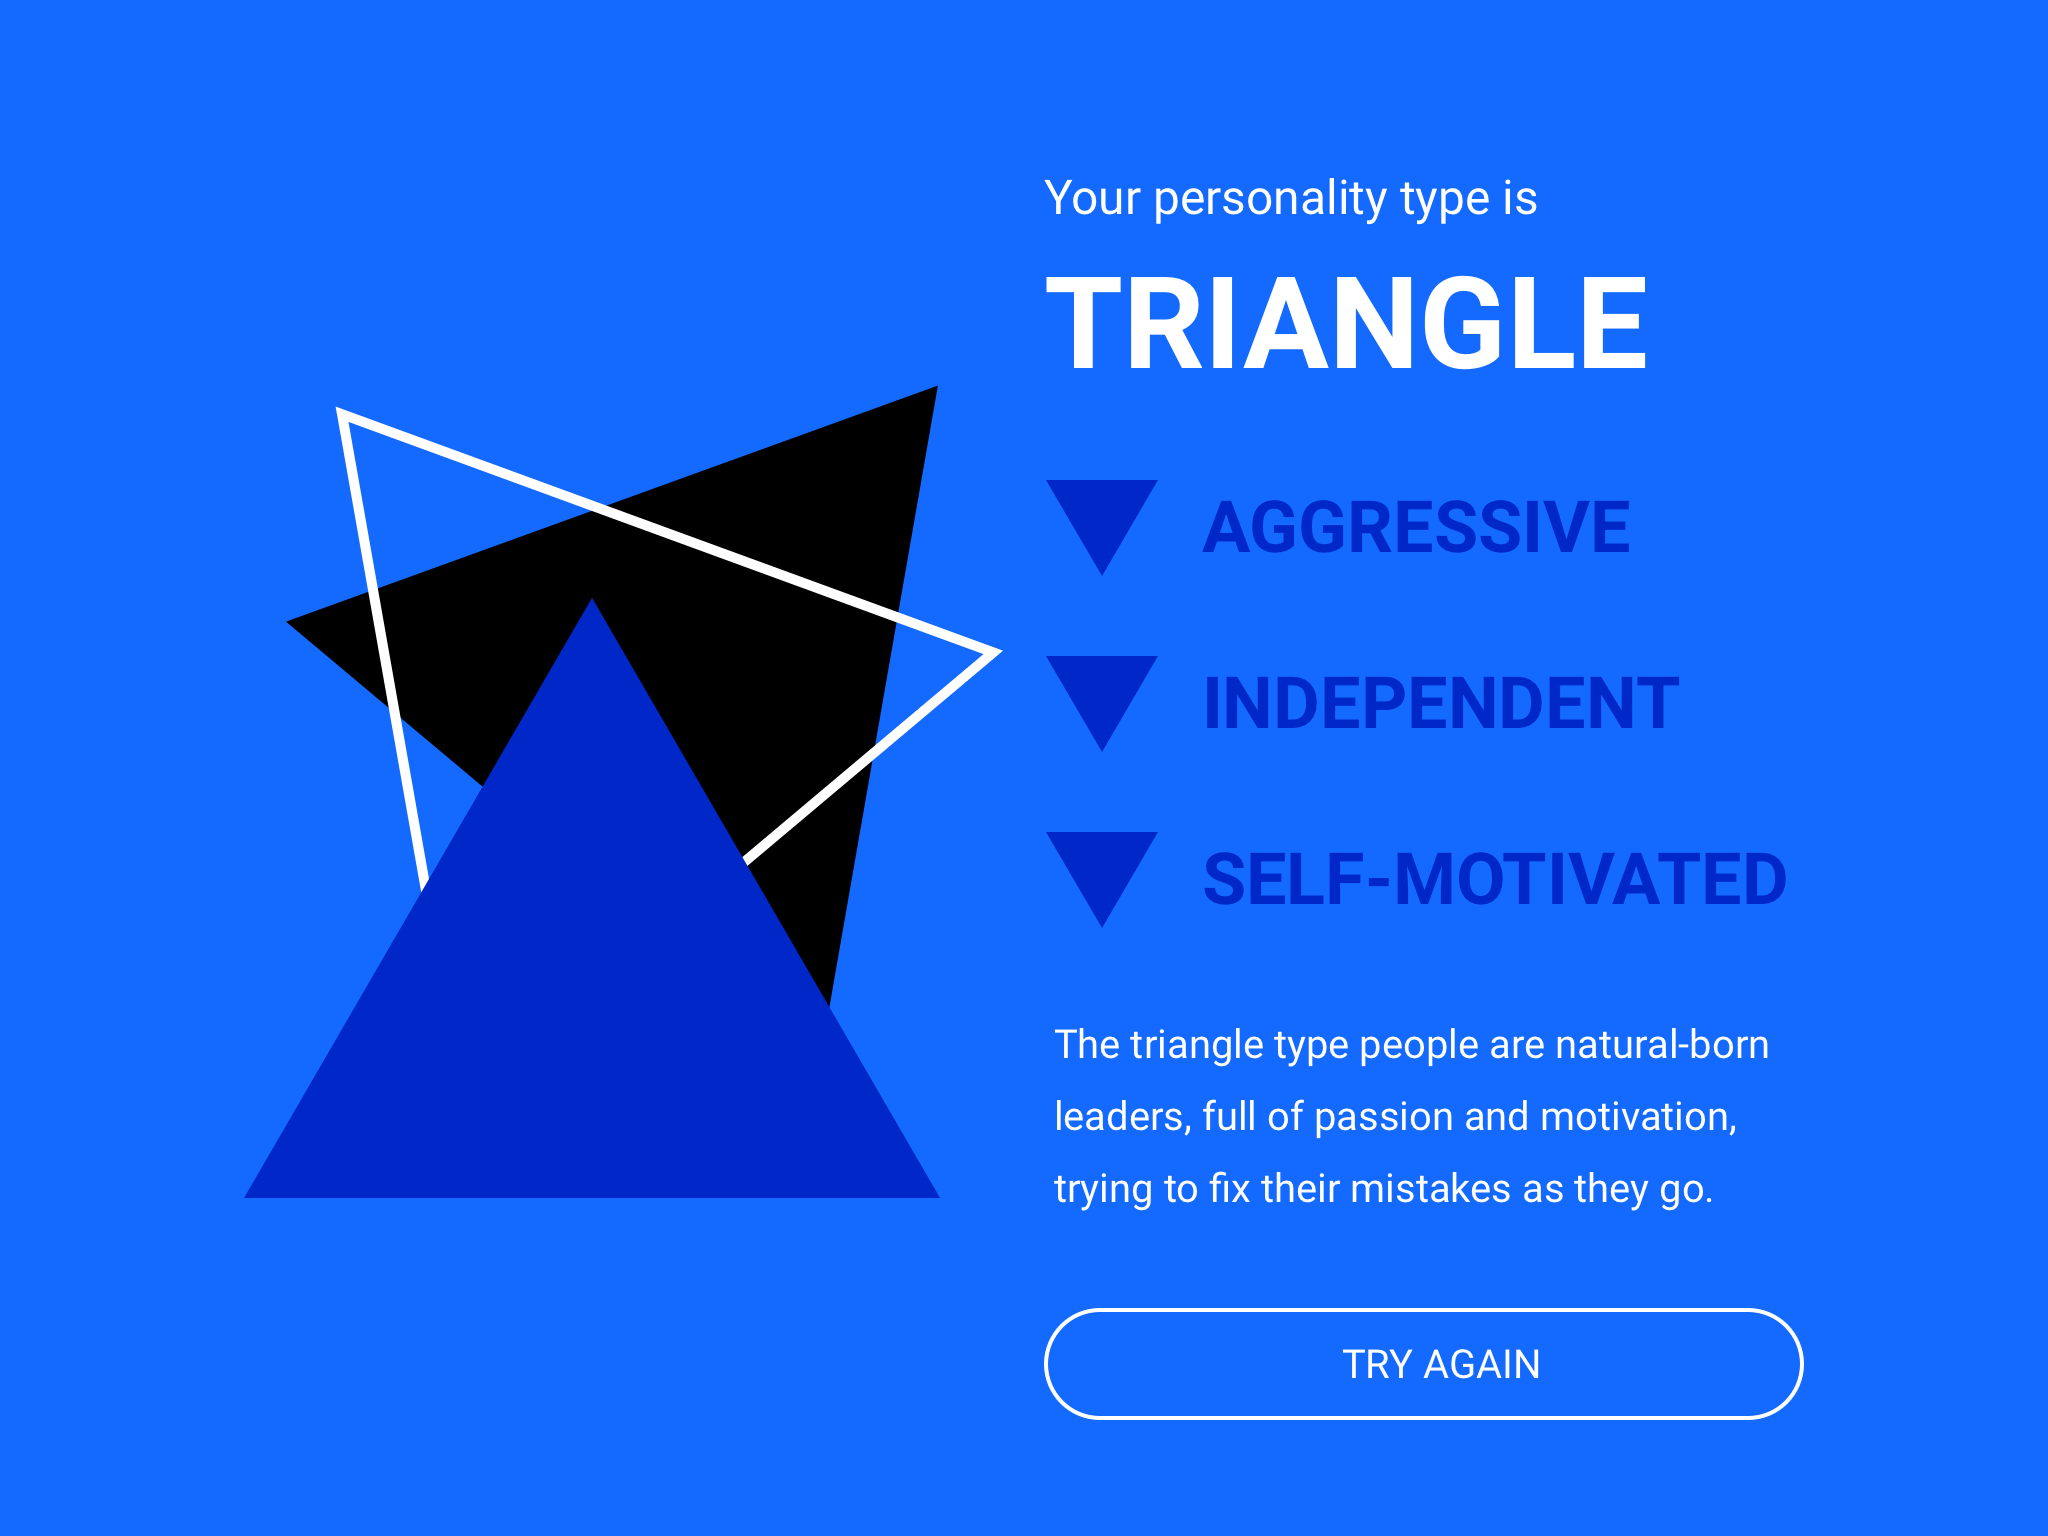 Your personality type is
TRIANGLE
AGGRESSIVE
INDEPENDENT
SELF-MOTIVATED
The triangle type people are natural-born
leaders, full of passion and motivation,
trying to fix their mistakes as they go.
TRY AGAIN